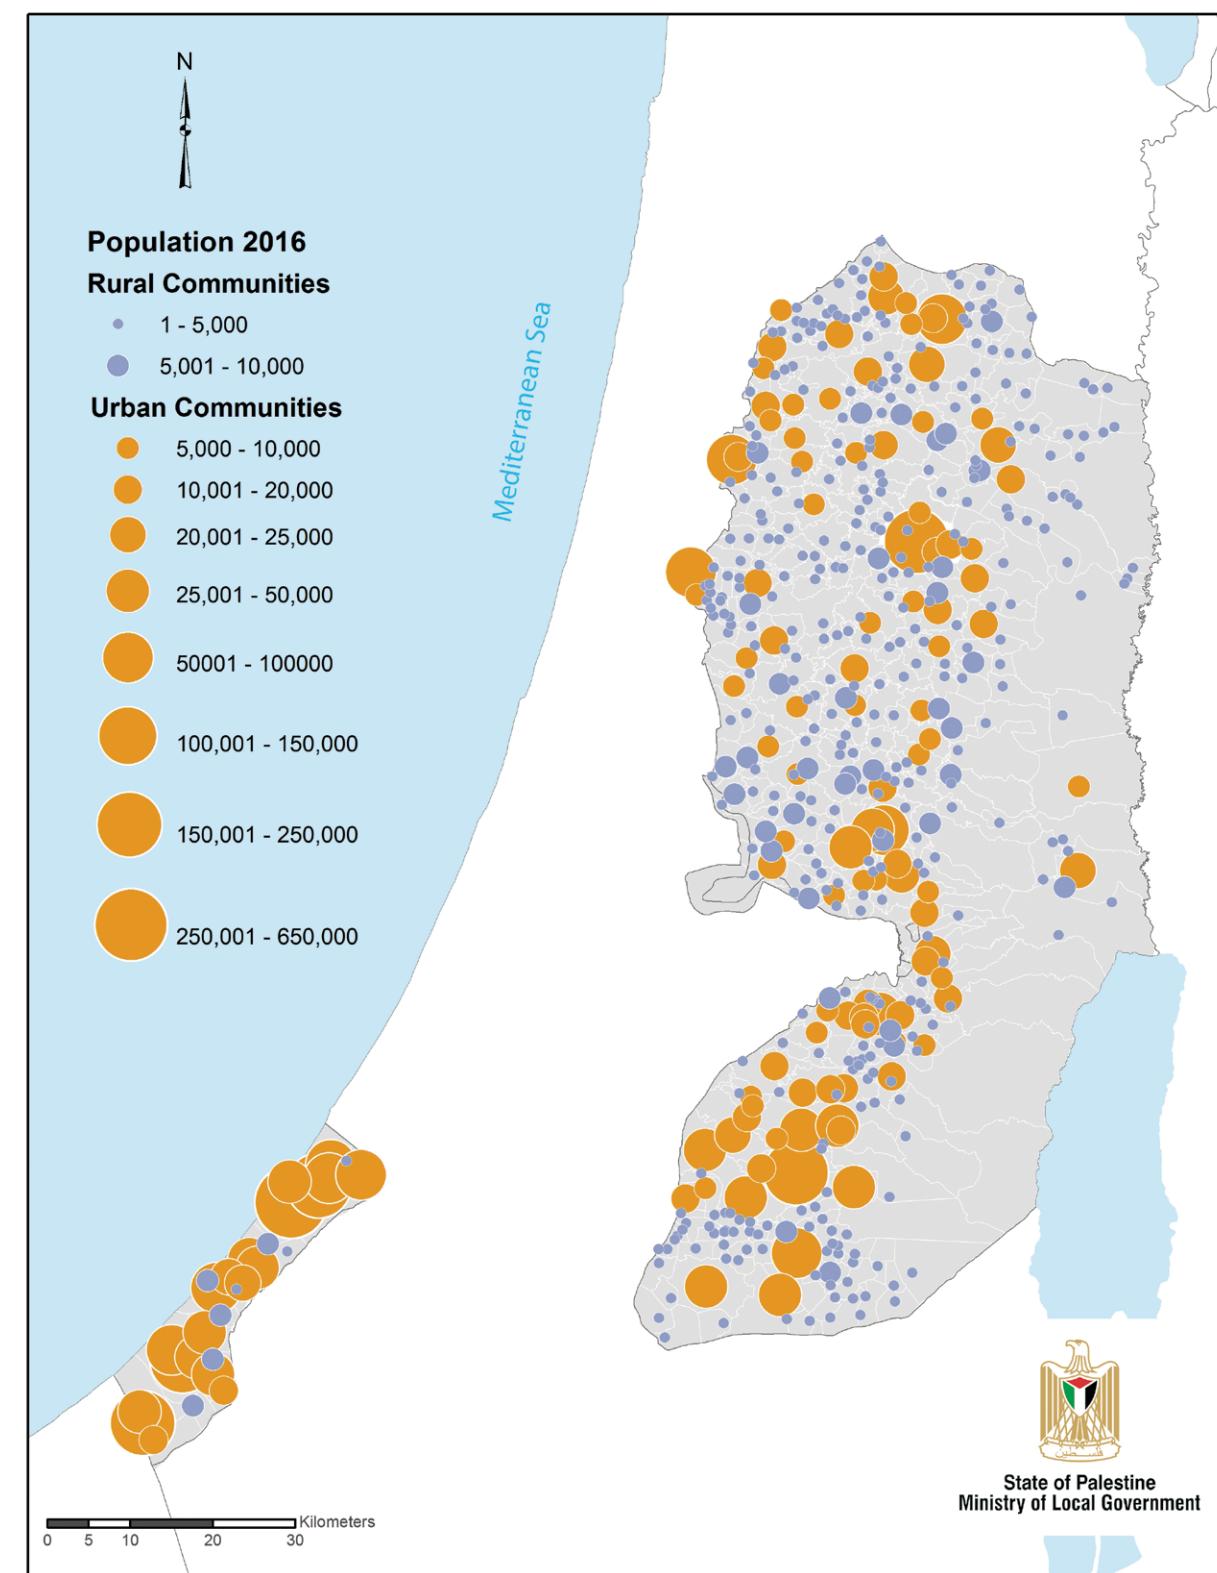 N
Population 2016
Rural Communities
1 - 5,000
5,001 - 10,000
Urban Communities
5,000 - 10,000
10,001 - 20,000
20,001 - 25,000
25,001 - 50,000
50001 - 100000
100,001 - 150,000
150,001 - 250,000
250,001 - 650,000
Mediterranean Sea
فلسطين
State of Palestine
Ministry of Local Government
Kilometers
0 5 10 20 30